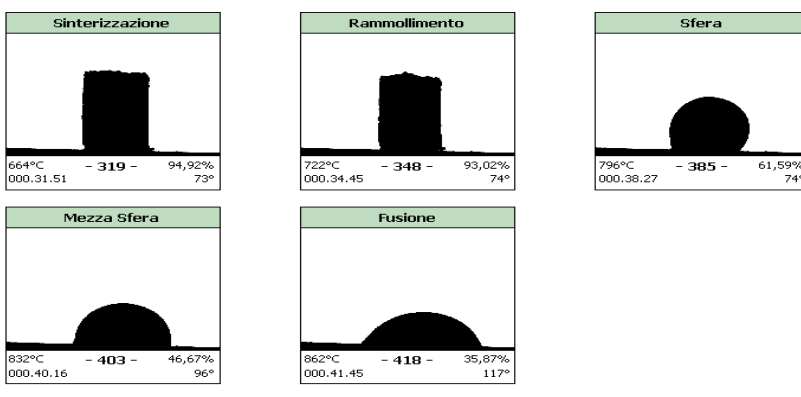 Sinterizzazione
Rammollimento
Sfera
664°C - 319 - 94,92%
000.31.51 73°
722°C - 348 - 93,02%
000.34.45 74°
796°C - 385 - 61,59%
000.38.27 74°
Mezza Sfera
Fusione
832°C - 403 - 46,67%
000.40.16 96°
862°C - 418 - 35,87%
000.41.45 117°